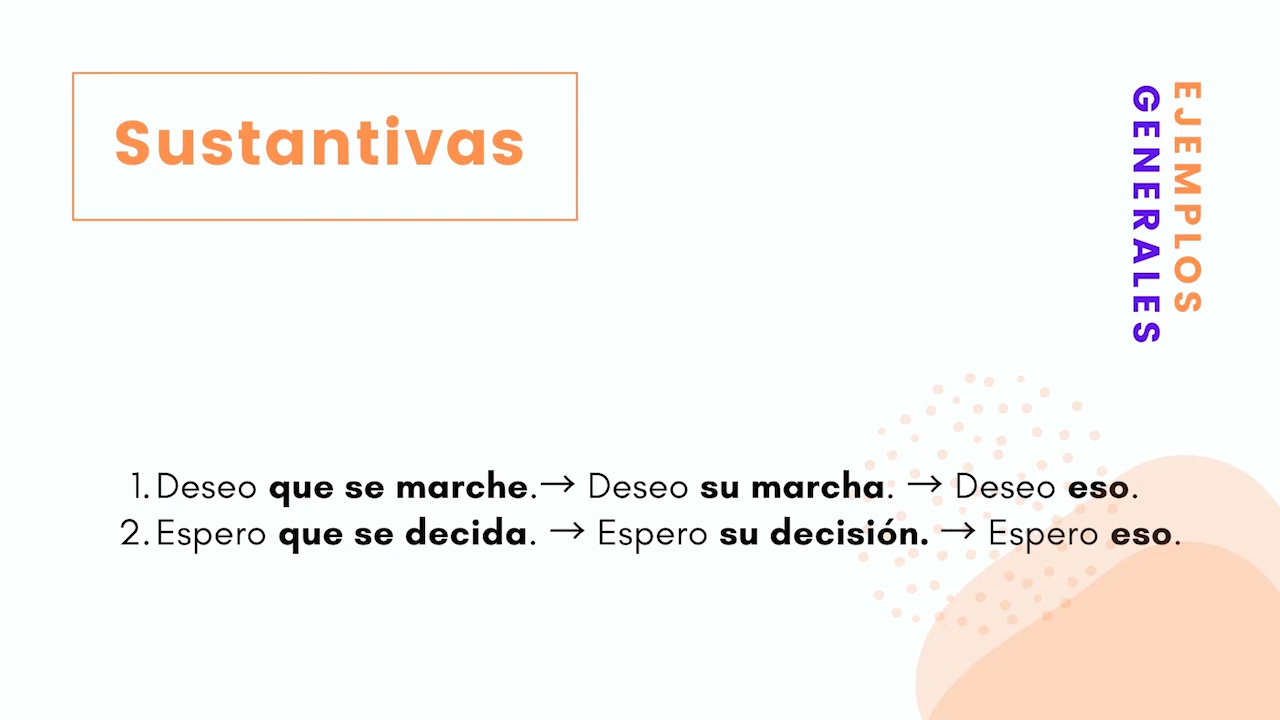 Sustantivas
EJEMPLOS
GENERALES
1. Deseo que se marche.→ Deseo su marcha. → Deseo eso.
2. Espero que se decida. → Espero su decisión. → Espero eso.